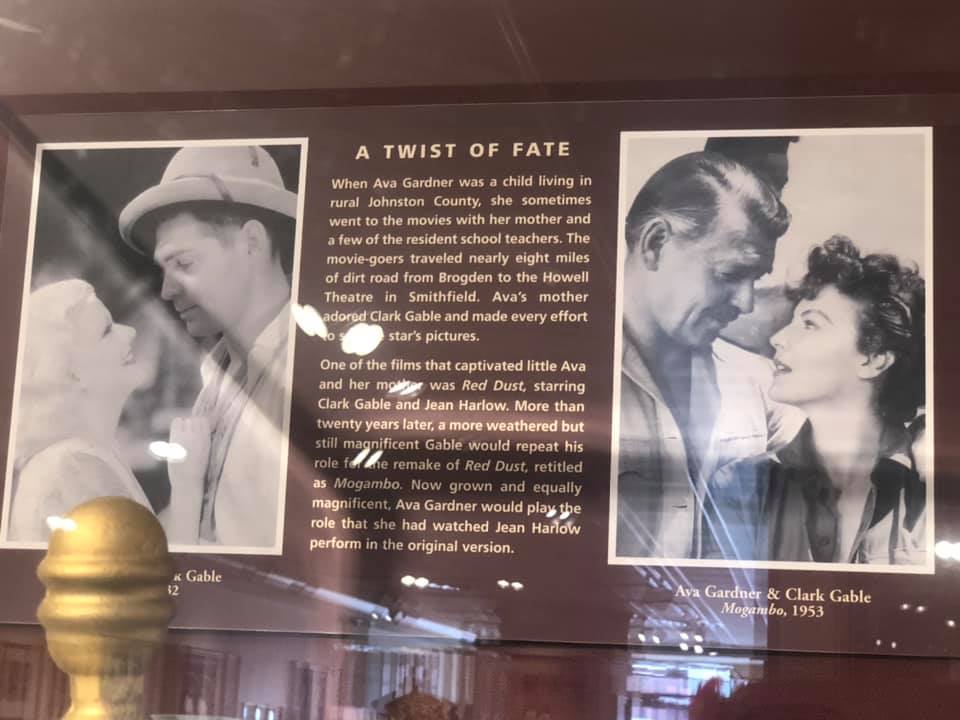 A TWIST OF FATE
When Ava Gardner was a child living in
rural Johnston County, she sometimes
went to the movies with her mother and
a few of the resident school teachers. The
movie-goers traveled nearly eight miles
of dirt road from Brogden to the Howell
Theatre in Smithfield. Ava's mother
adored Clark Gable and made every effort
to star's pictures.
One of the films that captivated little Ava
and her mother was Red Dust, starring
Clark Gable and Jean Harlow. More than
twenty years later, a more weathered but
still magnificent Gable would repeat his
role for the remake of Red Dust, retitled
as Mogambo. Now grown and equally
magnificent, Ava Gardner would play the
role that she had watched Jean Harlow
perform in the original version.
Gable
32
Ava Gardner & Clark Gable
Mogambo, 1953